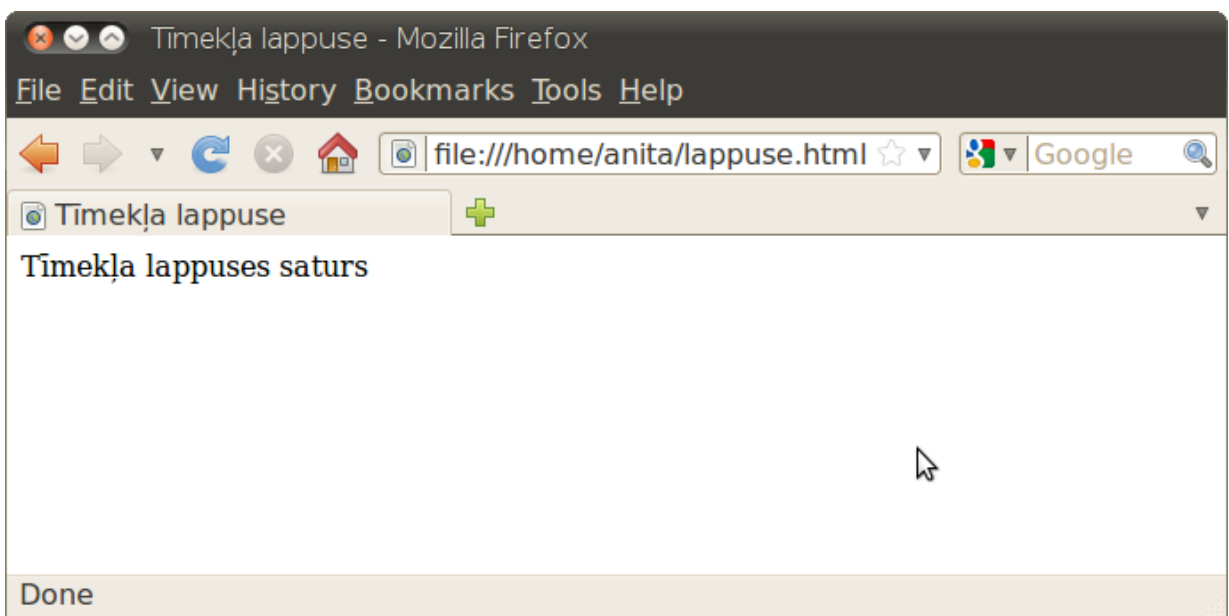 Tīmekļa lappuse - Mozilla Firefox
File Edit View History Bookmarks Tools Help
file:///home/anita/lappuse.html Google
Tīmekļa lappuse
Tīmekļa lappuses saturs
Done